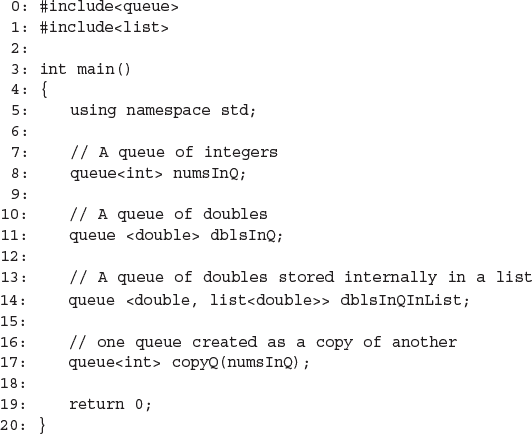 0: #include<queue>
1: #include<list>
2:
3: int main()
4: {
5:    using namespace std;
6:
7:    // A queue of integers
8:    queue<int> numsInQ;
9:
10:    // A queue of doubles
11:    queue <double> dblsInQ;
12:
13:    // A queue of doubles stored internally in a list
14:    queue <double, list<double>> dblsInQInList;
15:
16:    // one queue created as a copy of another
17:    queue<int> copyQ(numsInQ);
18:
19:    return 0;
20: }